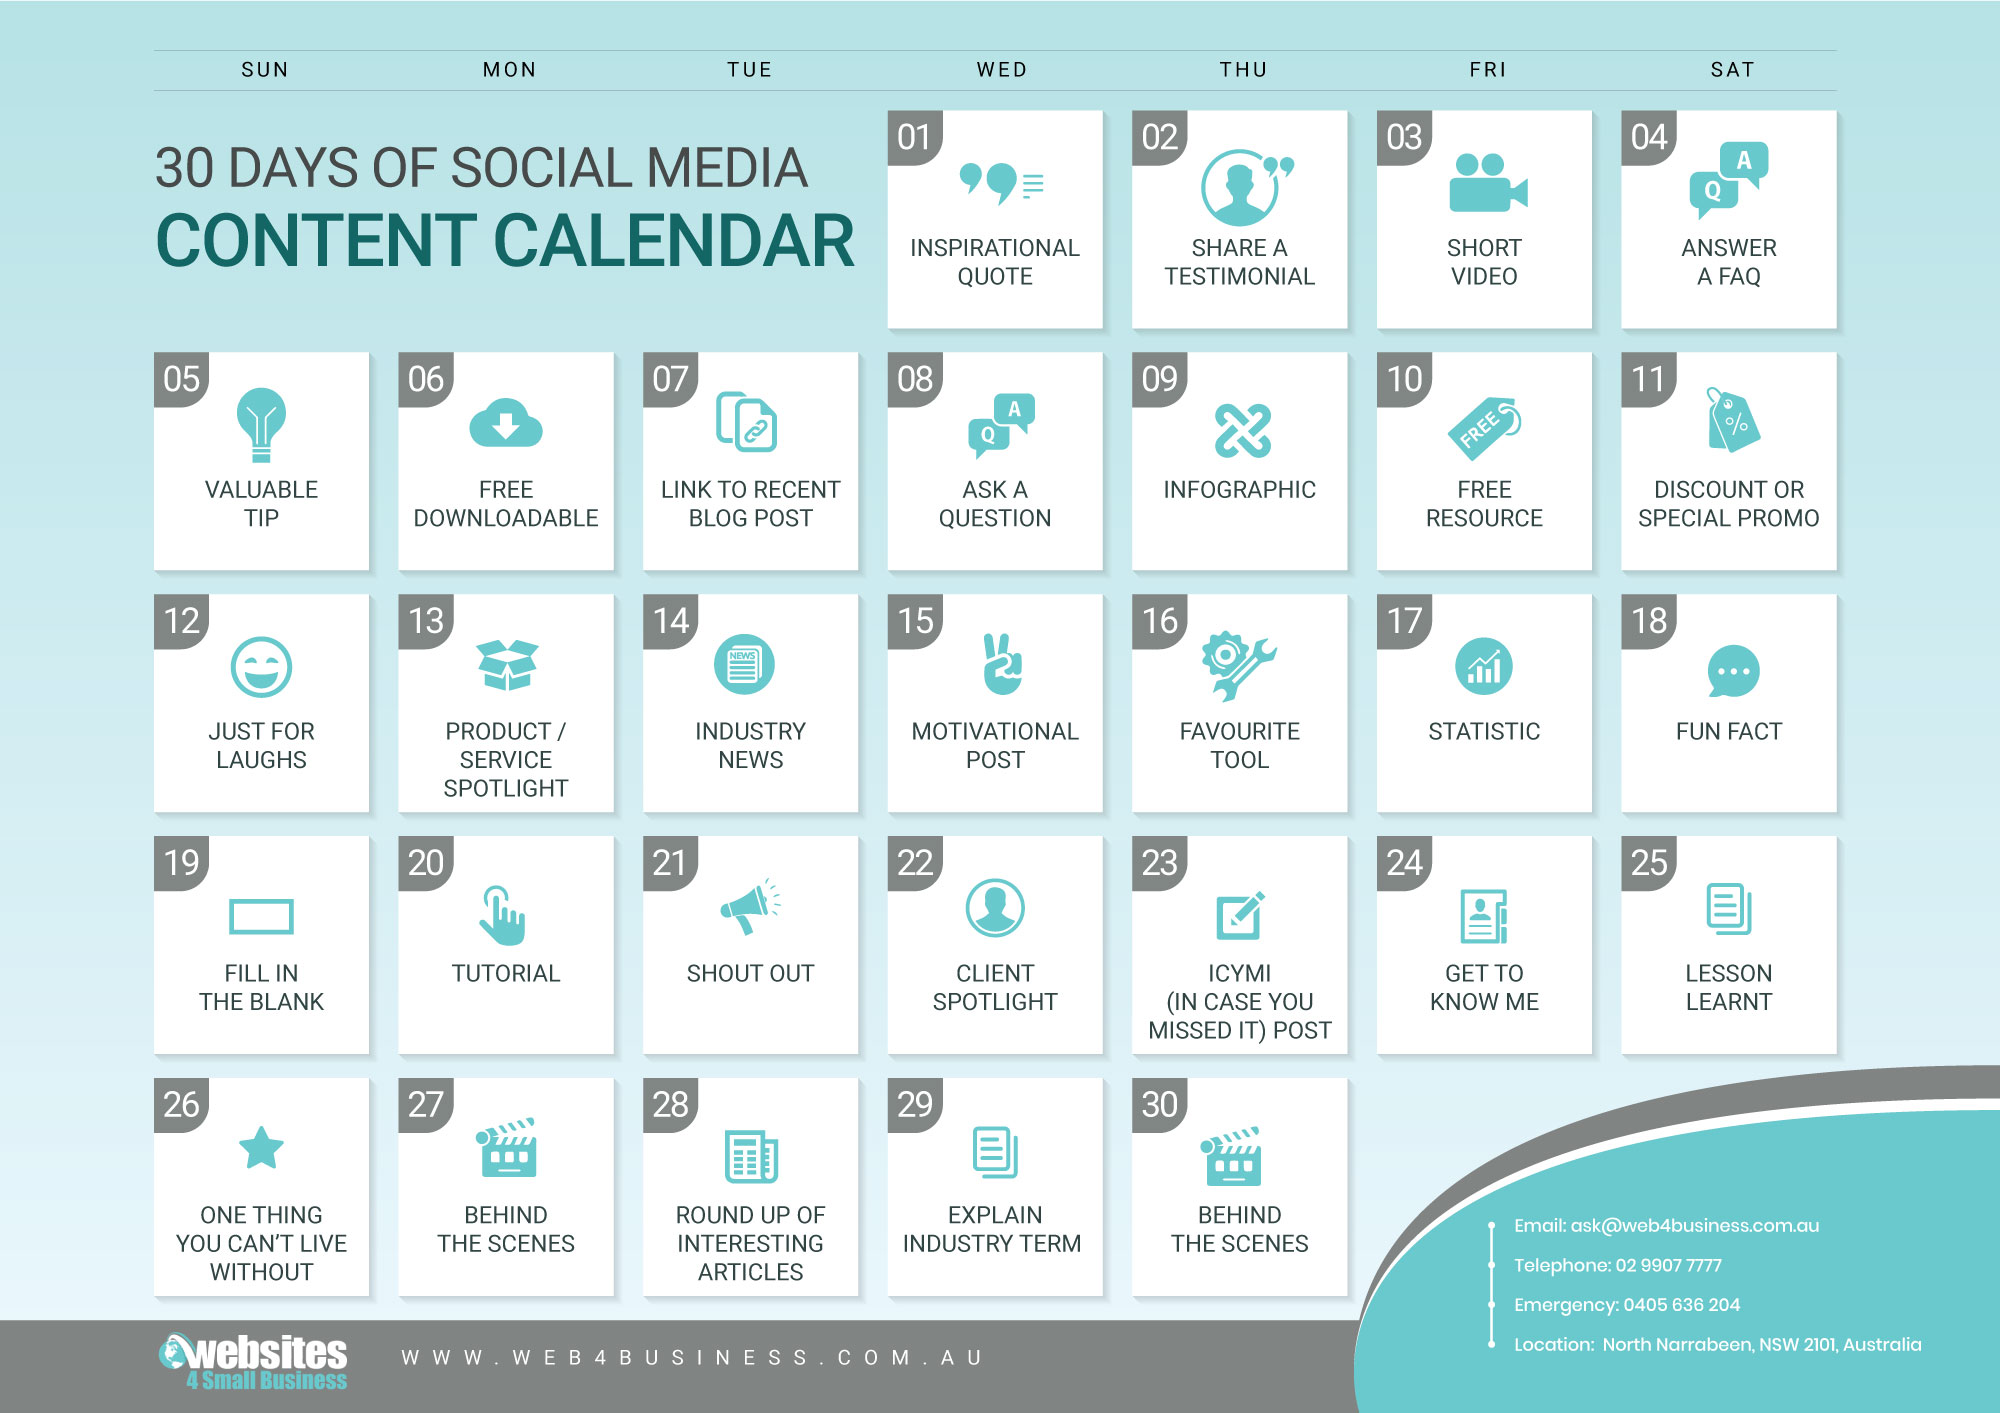 SUN MON TUE WED THU FRI SAT
30 DAYS OF SOCIAL MEDIA
CONTENT CALENDAR
01
INSPIRATIONAL
QUOTE
02
SHARE A
TESTIMONIAL
03
SHORT
VIDEO
04
A
Q
ANSWER
A FAQ
05
VALUABLE
TIP
06
FREE
DOWNLOADABLE
07
LINK TO RECENT
BLOG POST
08
A
Q
ASK A
QUESTION
09
INFOGRAPHIC
10
FREE
FREE
RESOURCE
11
%
DISCOUNT OR
SPECIAL PROMO
12
JUST FOR
LAUGHS
13
PRODUCT /
SERVICE
SPOTLIGHT
14
NEWS
INDUSTRY
NEWS
15
MOTIVATIONAL
POST
16
FAVOURITE
TOOL
17
STATISTIC
18
FUN FACT
19
FILL IN
THE BLANK
20
TUTORIAL
21
SHOUT OUT
22
CLIENT
SPOTLIGHT
23
ICYMI
(IN CASE YOU
MISSED IT) POST
24
GET TO
KNOW ME
25
LESSON
LEARNT
26
ONE THING
YOU CAN'T LIVE
WITHOUT
27
BEHIND
THE SCENES
28
ROUND UP OF
INTERESTING
ARTICLES
29
EXPLAIN
INDUSTRY TERM
30
BEHIND
THE SCENES
Email: ask@web4business.com.au
Telephone: 02 9907 7777
Emergency: 0405 636 204
Location: North Narrabeen, NSW 2101, Australia
websites
4 Small Business
WWW.WEB4BUSINESS.COM.AU